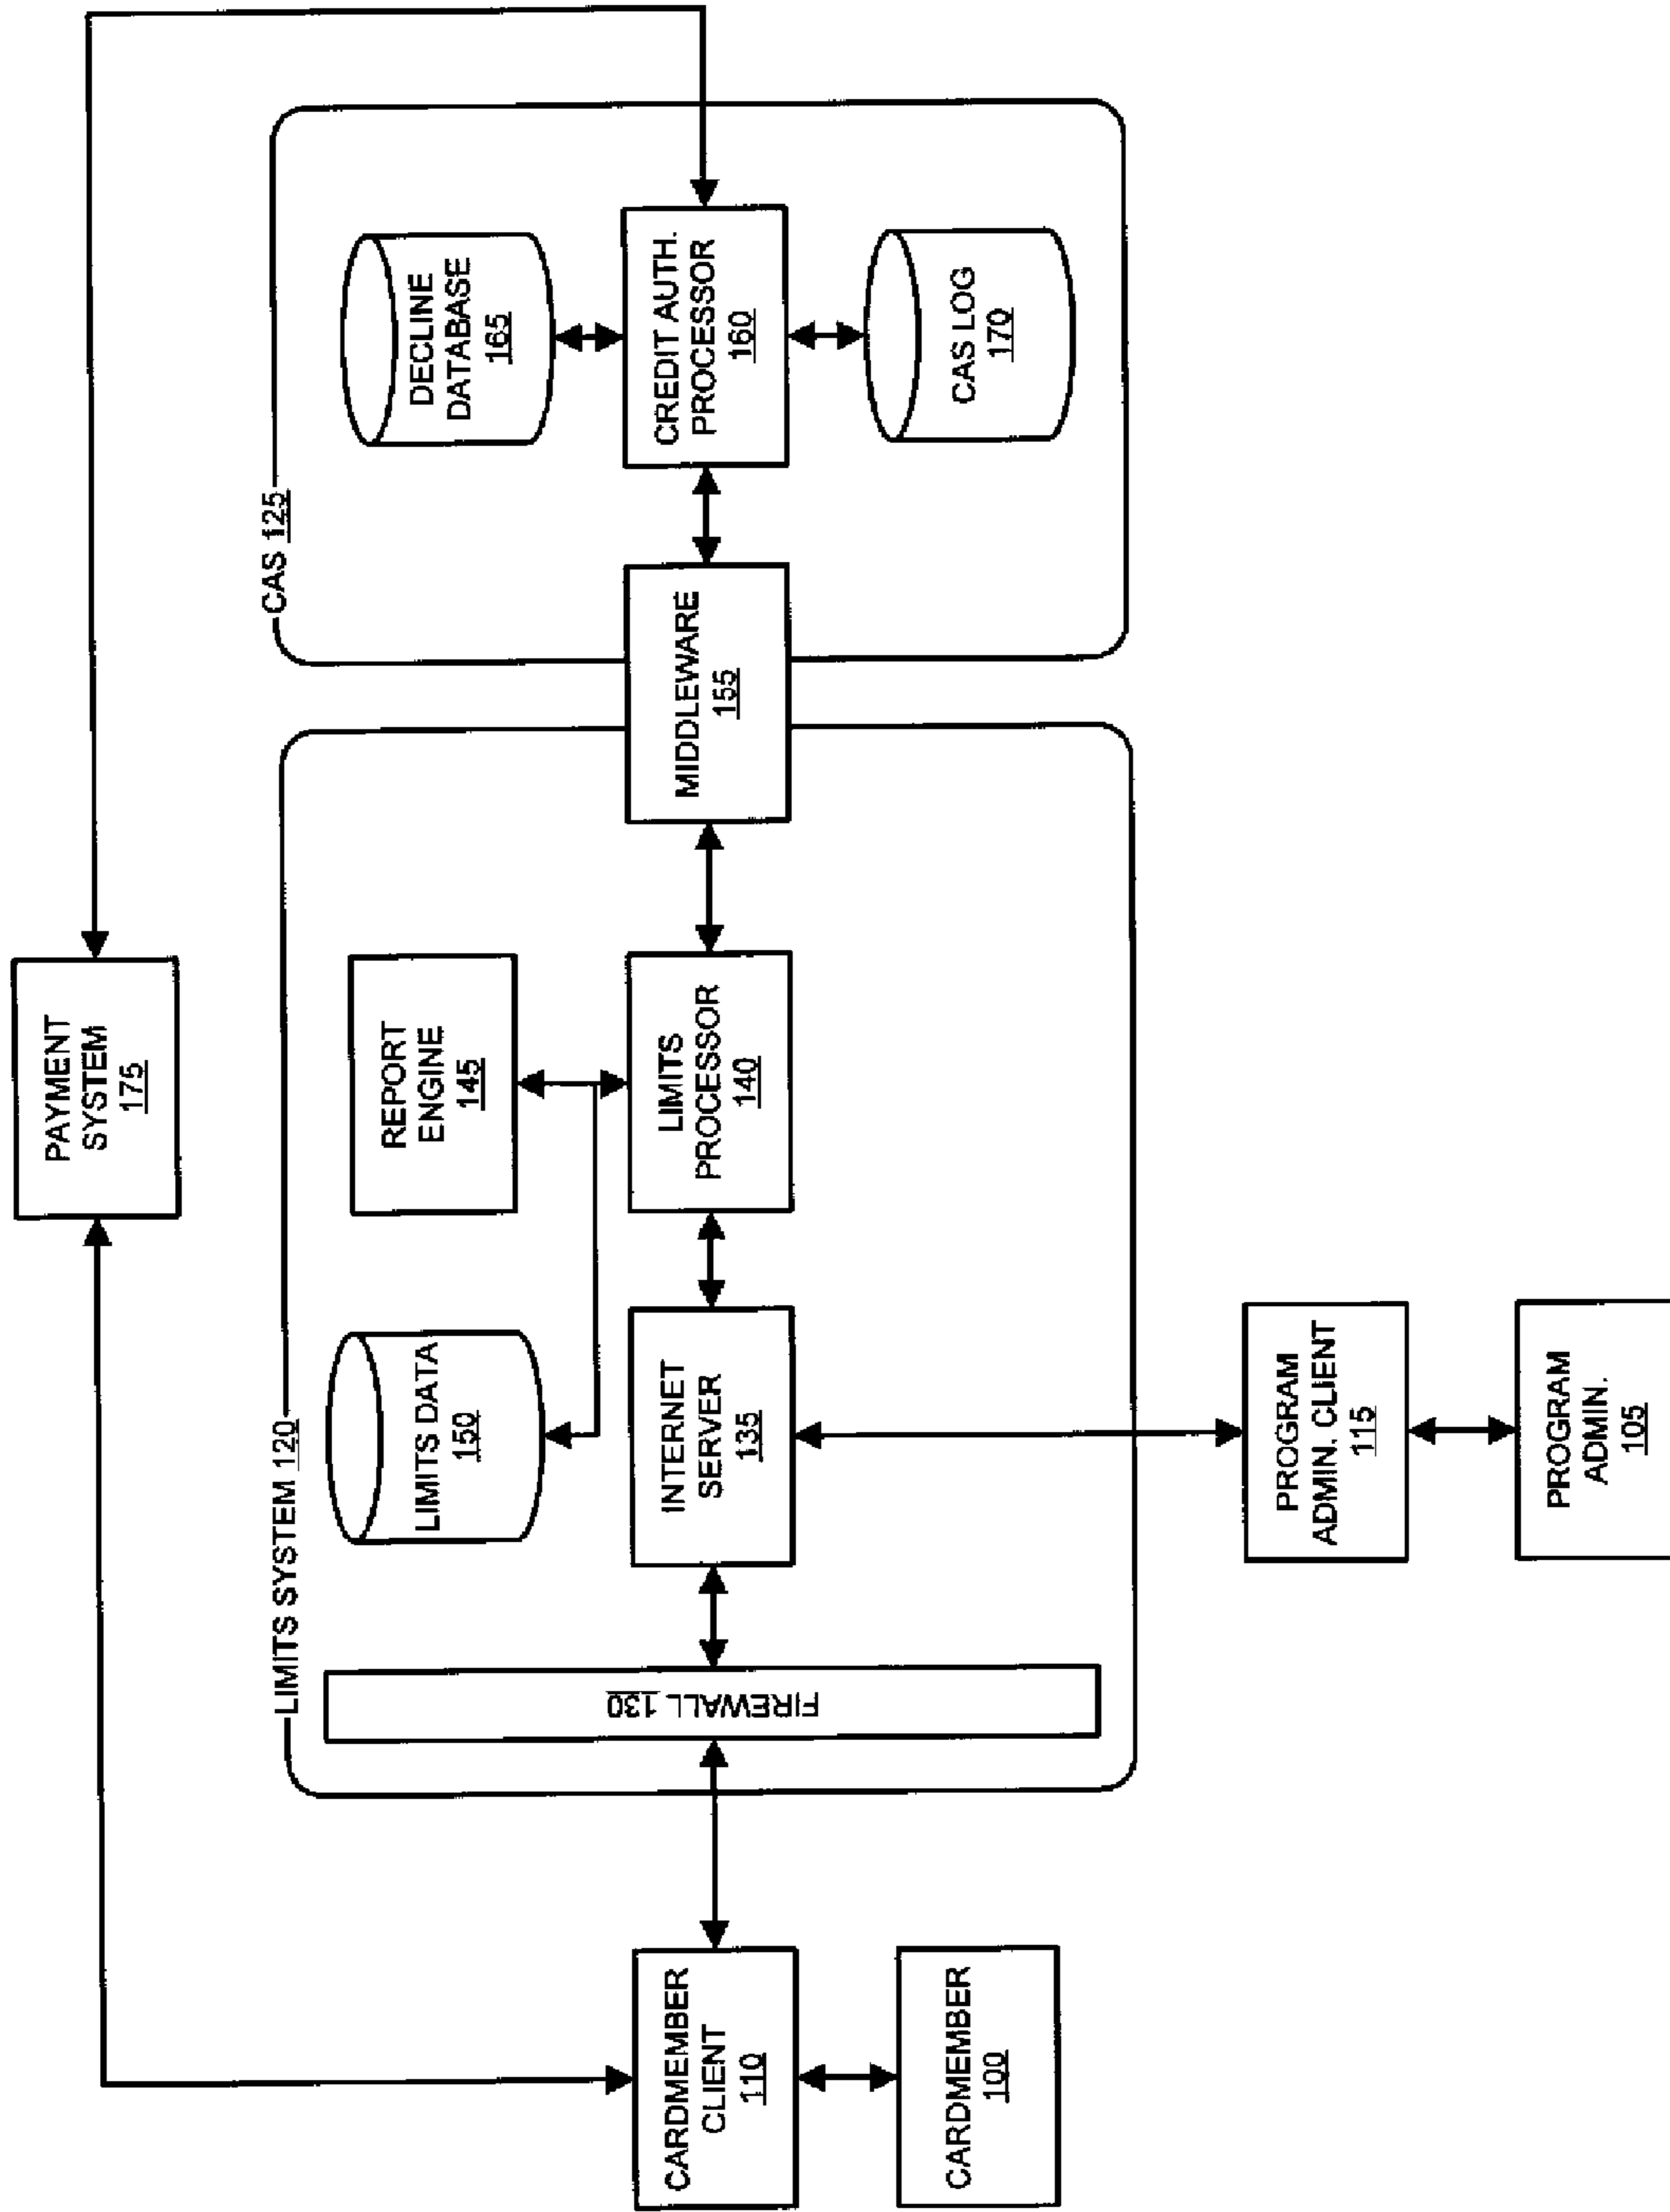 PAYMENT
SYSTEM
175
LIMITS SYSTEM 120
CAS 125
LIMITS DATA
150
REPORT
ENGINE
145
DECLINE
DATABASE
165
CARDMEMBER
CLIENT
110
FIREWALL 130
INTERNET
SERVER
135
LIMITS
PROCESSOR
140
MIDDLEWARE
155
CREDIT AUTH.
PROCESSOR
160
CARDMEMBER
100
CAS LOG
170
PROGRAM
ADMIN. CLIENT
115
PROGRAM
ADMIN.
105